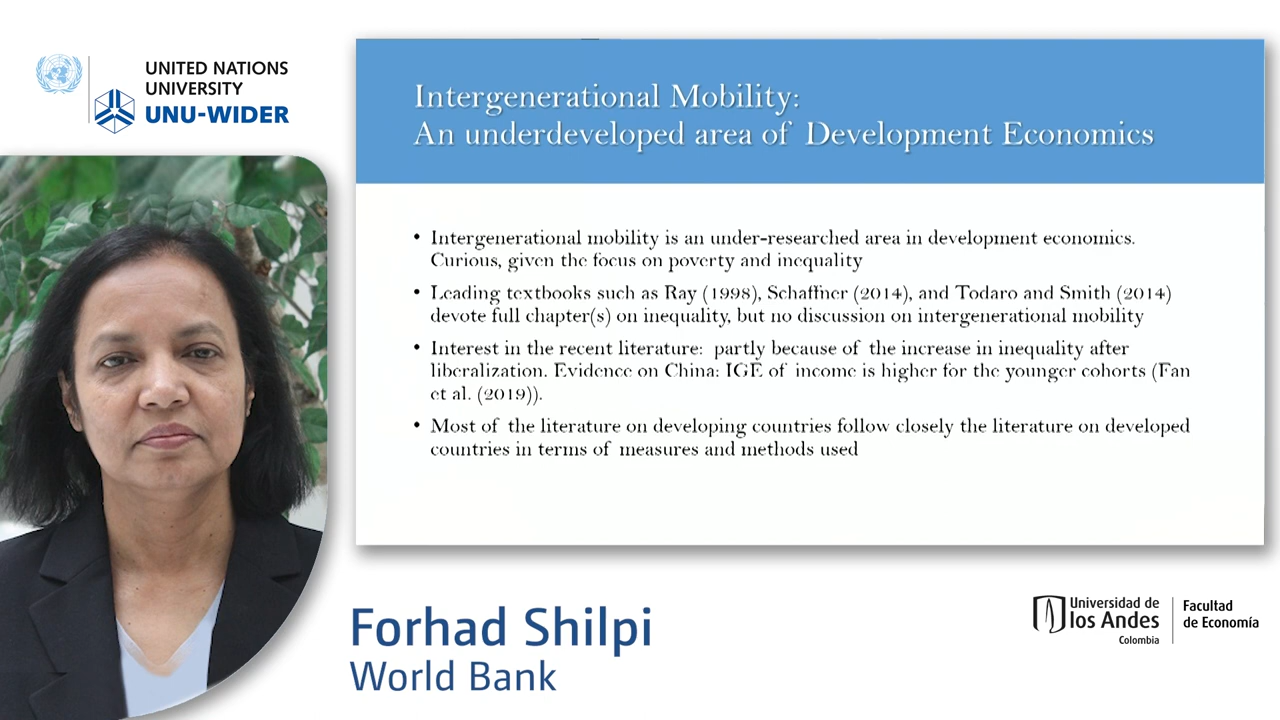 UNITED NATIONS
UNIVERSITY
UNU-WIDER
Intergenerational Mobility:
An underdeveloped area of Development Economics
• Intergenerational mobility is an under-researched area in development economics.
Curious, given the focus on poverty and inequality
• Leading textbooks such as Ray (1998), Schaffner (2014), and Todaro and Smith (2014)
devote full chapter(s) on inequality, but no discussion on intergenerational mobility
• Interest in the recent literature: partly because of the increase in inequality after
liberalization. Evidence on China: IGE of income is higher for the younger cohorts (Fan
et al. (2019)).
• Most of the literature on developing countries follow closely the literature on developed
countries in terms of measures and methods used
Forhad Shilpi
World Bank
Universidad de
los Andes
Colombia
Facultad
de Economía